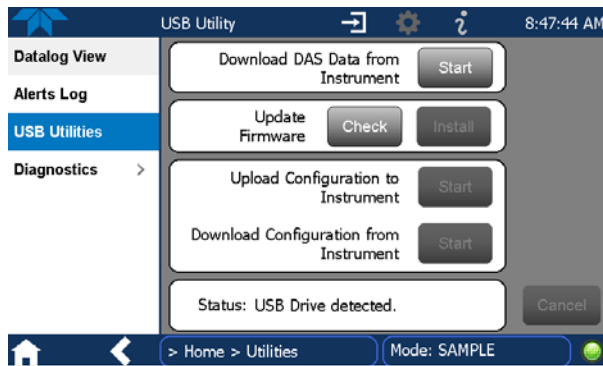 USB Utility
8:47:44 AM
Datalog View
Alerts Log
USB Utilities
Diagnostics >
Download DAS Data from
Instrument
Start
Update
Firmware
Check
Install
Upload Configuration to
Instrument
Start
Download Configuration from
Instrument
Start
Status: USB Drive detected.
Cancel
> Home > Utilities
Mode: SAMPLE